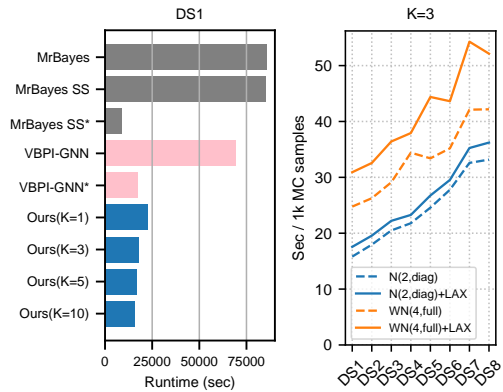 DS1
MrBayes
MrBayes SS
MrBayes SS*
VBPI-GNN
VBPI-GNN*
Ours(K=1)
Ours(K=3)
Ours(K=5)
Ours(K=10)
0 25000 50000 75000
Runtime (sec)
K=3
Sec / 1k MC samples
50
40
30
20
10
0
N(2,diag)
N(2,diag)+LAX
WN(4,full)
WN(4,full)+LAX
DS1 DS2 DS3 DS4 DS5 DS6 DS7 DS8